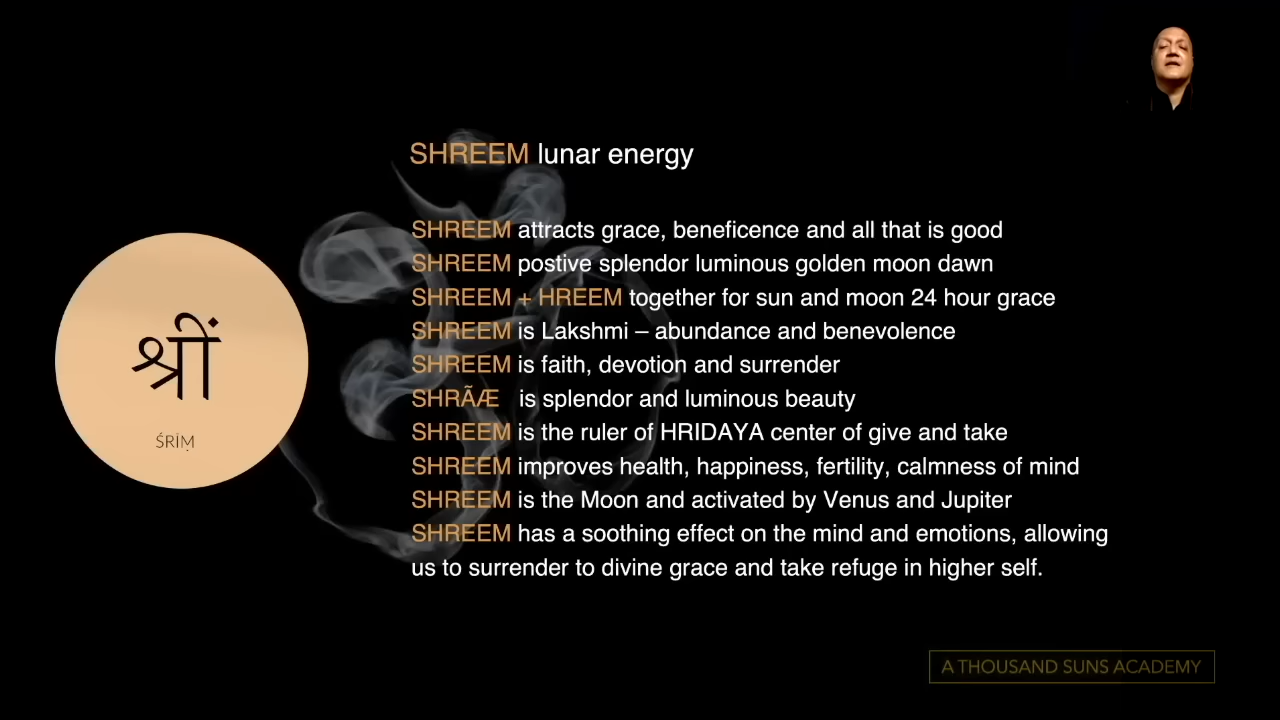 श्रीं
ŚRĪṂ
SHREEM lunar energy
SHREEM attracts grace, beneficence and all that is good
SHREEM postive splendor luminous golden moon dawn
SHREEM + HREEM together for sun and moon 24 hour grace
SHREEM is Lakshmi – abundance and benevolence
SHREEM is faith, devotion and surrender
SHRÃÆ is splendor and luminous beauty
SHREEM is the ruler of HRIDAYA center of give and take
SHREEM improves health, happiness, fertility, calmness of mind
SHREEM is the Moon and activated by Venus and Jupiter
SHREEM has a soothing effect on the mind and emotions, allowing
us to surrender to divine grace and take refuge in higher self.
A THOUSAND SUNS ACADEMY